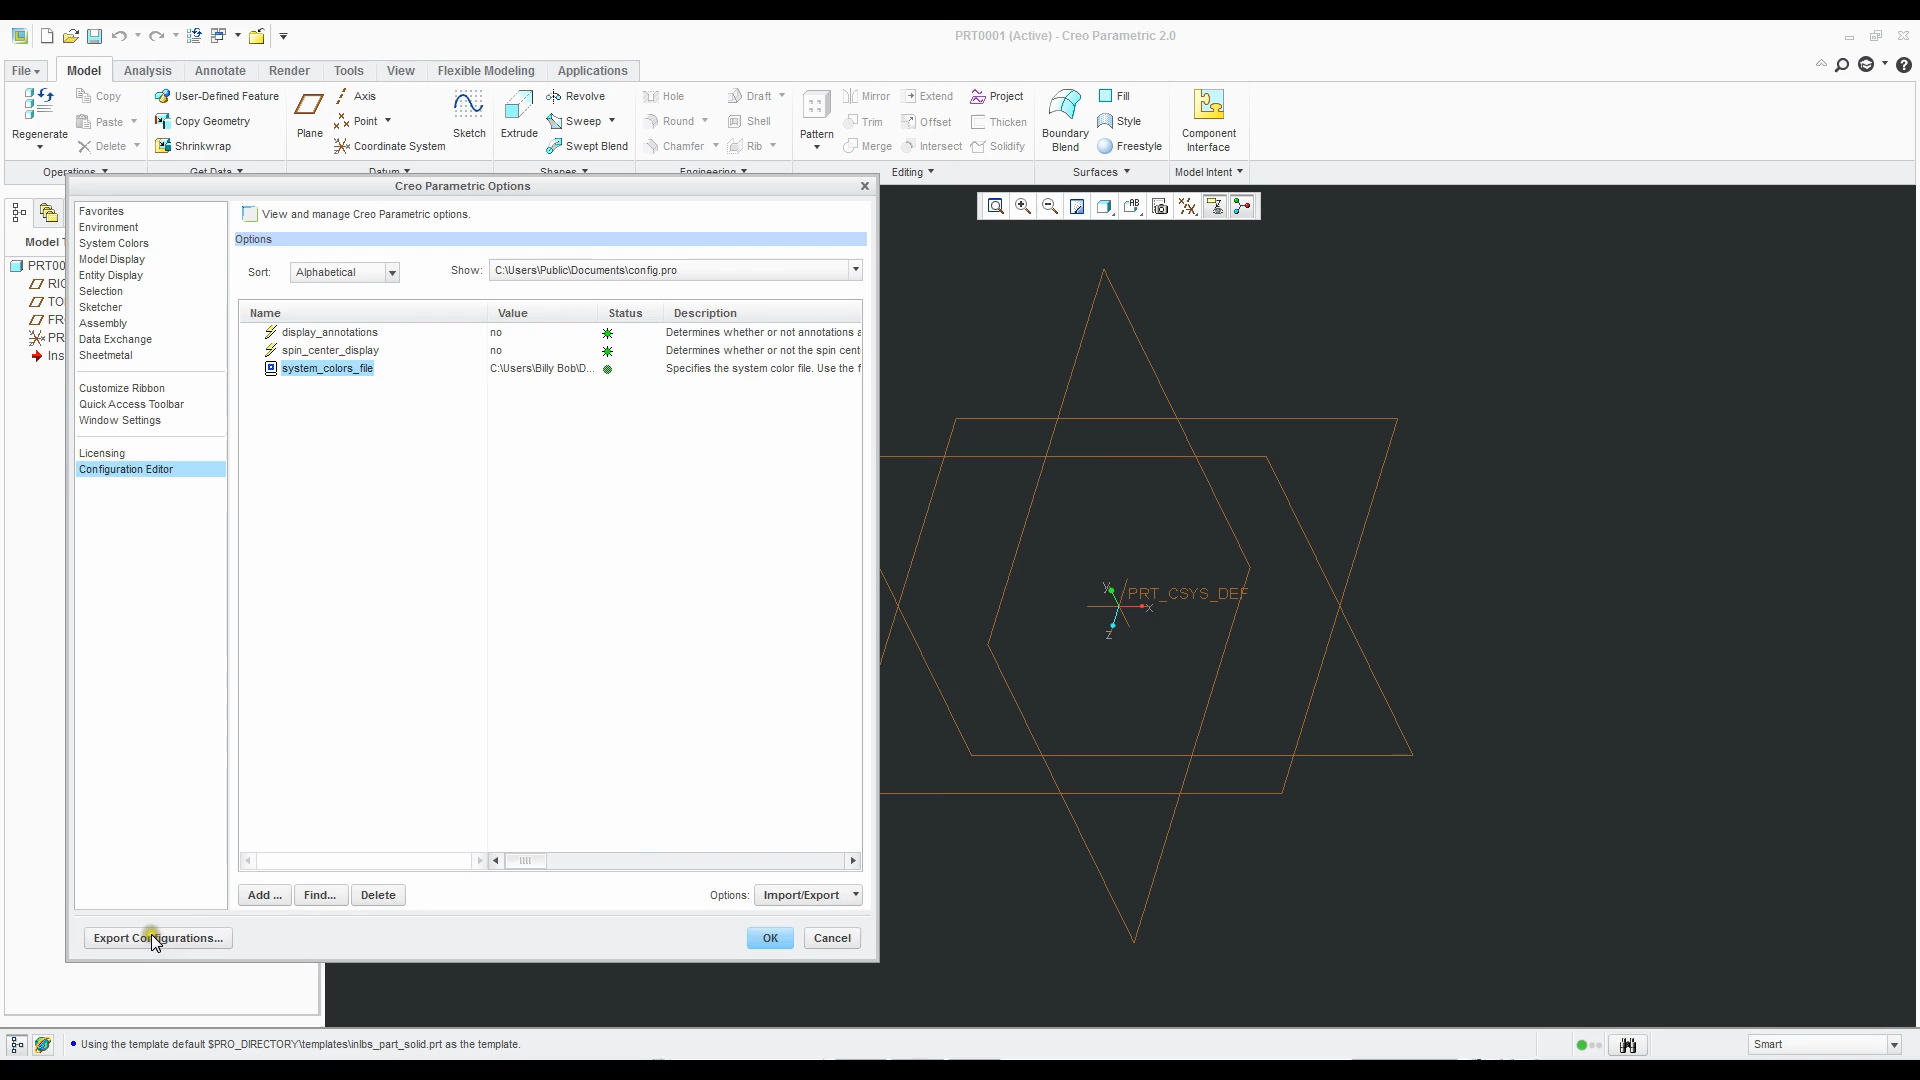 PRT0001 (Active) - Creo Parametric 2.0
File Model Analysis Annotate Render Tools View Flexible Modeling Applications
Regenerate
Copy
Paste
Delete
Operations
User-Defined Feature
Copy Geometry
Shrinkwrap
Get Data
Plane
Axis
Point
Coordinate System
Sketch
Datum
Extrude
Revolve
Sweep
Swept Blend
Shapes
Hole
Round
Chamfer
Draft
Shell
Rib
Engineering
Pattern
Mirror
Trim
Merge
Extend
Offset
Intersect
Project
Thicken
Solidify
Editing
Boundary
Blend
Fill
Style
Freestyle
Surfaces
Component
Interface
Model Intent
Model T
PRT00
RIG
TO
FR
PR
Ins
Creo Parametric Options
Favorites
Environment
System Colors
Model Display
Entity Display
Selection
Sketcher
Assembly
Data Exchange
Sheetmetal
Customize Ribbon
Quick Access Toolbar
Window Settings
Licensing
Configuration Editor
View and manage Creo Parametric options.
Options
Sort: Alphabetical Show: C:\Users\Public\Documents\config.pro
Name Value Status Description
display_annotations no Determines whether or not annotations a
spin_center_display no Determines whether or not the spin cent
system_colors_file C:\Users\Billy Bob\D... Specifies the system color file. Use the f
Add ... Find... Delete Options: Import/Export
Export Configurations... OK Cancel
y
PRT_CSYS_DEF
x
z
Using the template default $PRO_DIRECTORY\templates\inlbs_part_solid.prt as the template.
Smart